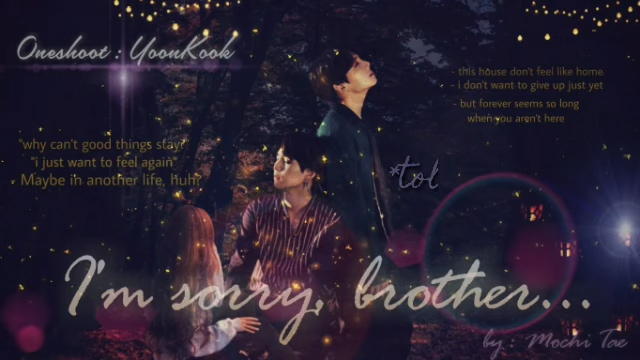 Oneshoot : YoonKook
this house don't feel like home
i don't want to give up just yet
but forever seems so long
when you aren't here
"why can't good things stay?
"i just want to feel again"
Maybe in another life, huh?
*tol
I'm sorry, brother...
by : Mochi Tae